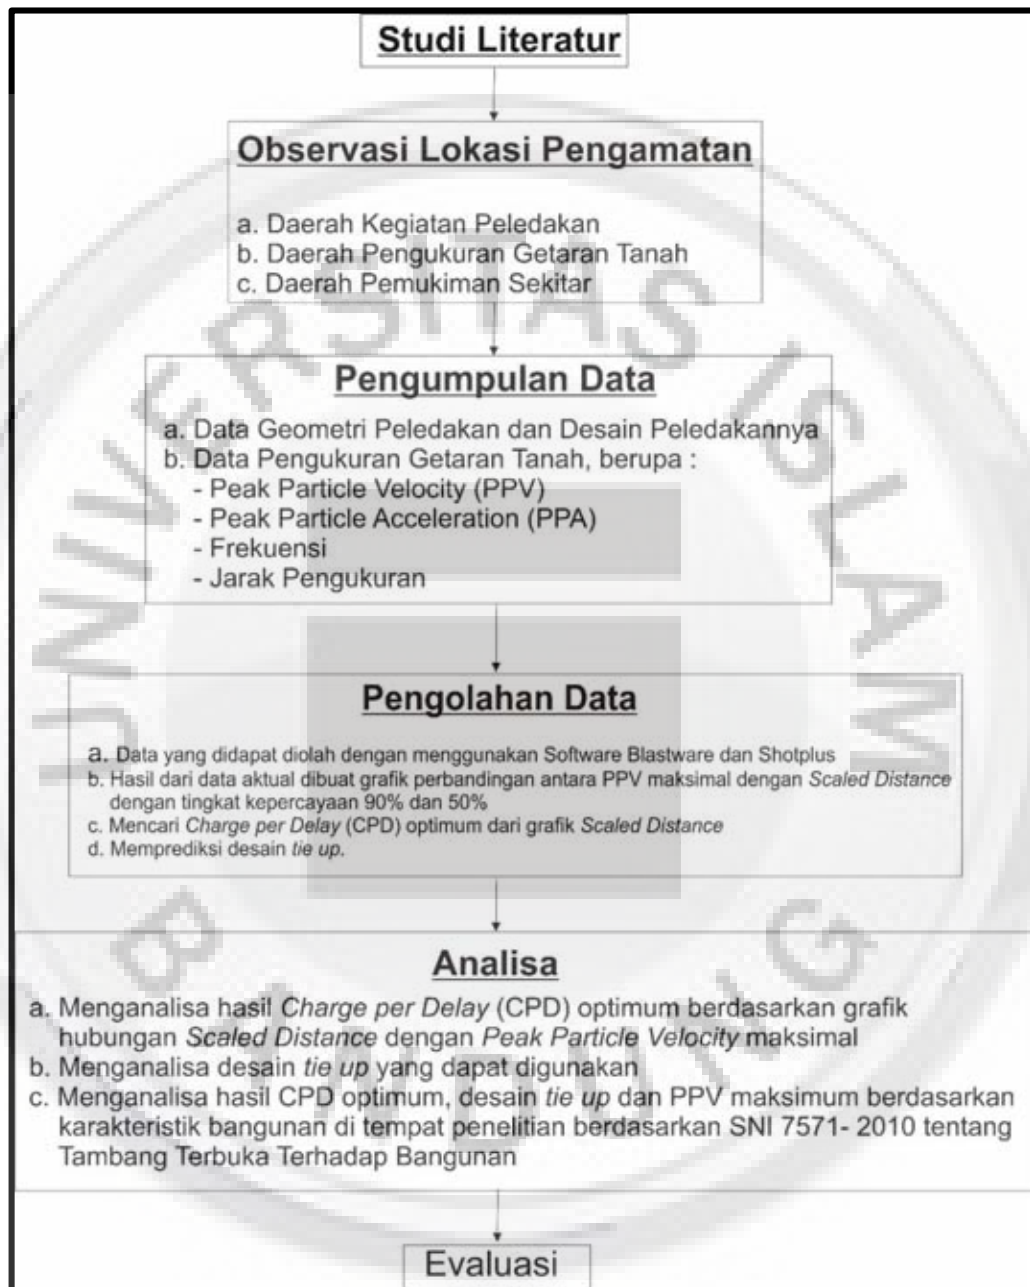 Studi Literatur
Observasi Lokasi Pengamatan
a. Daerah Kegiatan Peledakan
b. Daerah Pengukuran Getaran Tanah
c. Daerah Pemukiman Sekitar
Pengumpulan Data
a. Data Geometri Peledakan dan Desain Peledakannya
b. Data Pengukuran Getaran Tanah, berupa :
- Peak Particle Velocity (PPV)
- Peak Particle Acceleration (PPA)
- Frekuensi
- Jarak Pengukuran
Pengolahan Data
a. Data yang didapat diolah dengan menggunakan Software Blastware dan Shotplus
b. Hasil dari data aktual dibuat grafik perbandingan antara PPV maksimal dengan Scaled Distance
dengan tingkat kepercayaan 90% dan 50%
c. Mencari Charge per Delay (CPD) optimum dari grafik Scaled Distance
d. Memprediksi desain tie up.
Analisa
a. Menganalisa hasil Charge per Delay (CPD) optimum berdasarkan grafik
hubungan Scaled Distance dengan Peak Particle Velocity maksimal
b. Menganalisa desain tie up yang dapat digunakan
c. Menganalisa hasil CPD optimum, desain tie up dan PPV maksimum berdasarkan
karakteristik bangunan di tempat penelitian berdasarkan SNI 7571- 2010 tentang
Tambang Terbuka Terhadap Bangunan
Evaluasi
UNIVERSITAS ISLAM
BANDUNG